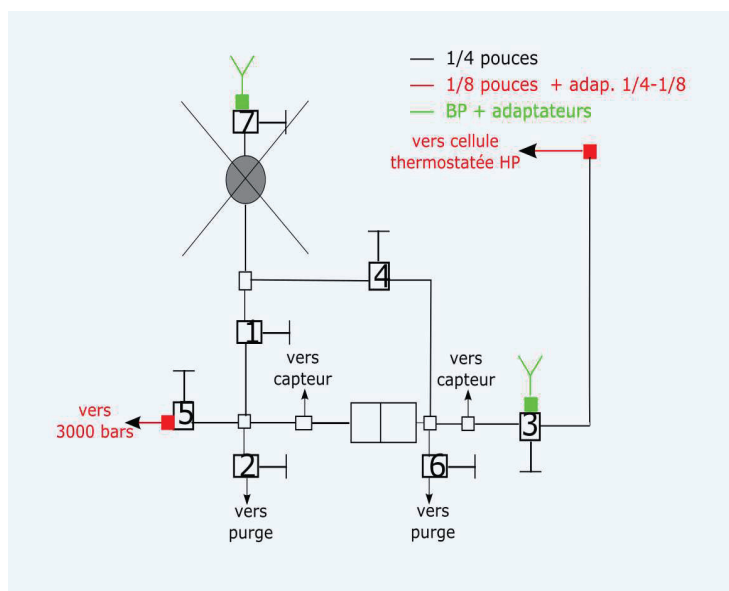 1/4 pouces
1/8 pouces + adap. 1/4-1/8
BP + adaptateurs
7
vers cellule
thermostatée HP
4
1
vers
capteur
vers
capteur
vers
3000 bars
5
3
2
6
vers
purge
vers
purge